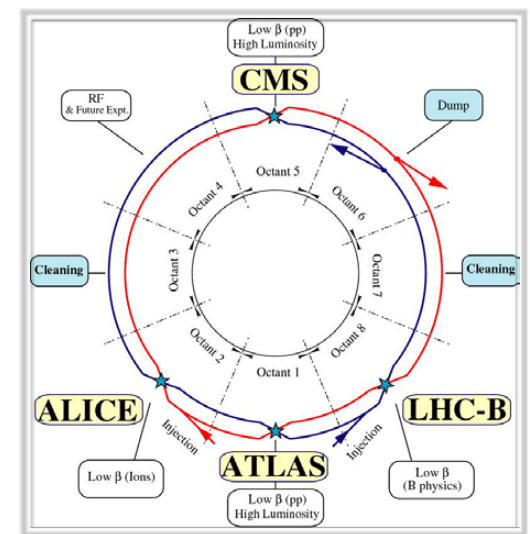 Low β (pp)
High Luminosity
CMS
RF
& Future Expt.
Dump
Octant 5
Octant 4
Octant 6
Cleaning
Octant 3
Octant 7
Cleaning
Octant 2
Octant 8
Octant 1
ALICE
LHC-B
Injection
Injection
ATLAS
Low β (Ions)
Low β
(B physics)
Low β (pp)
High Luminosity